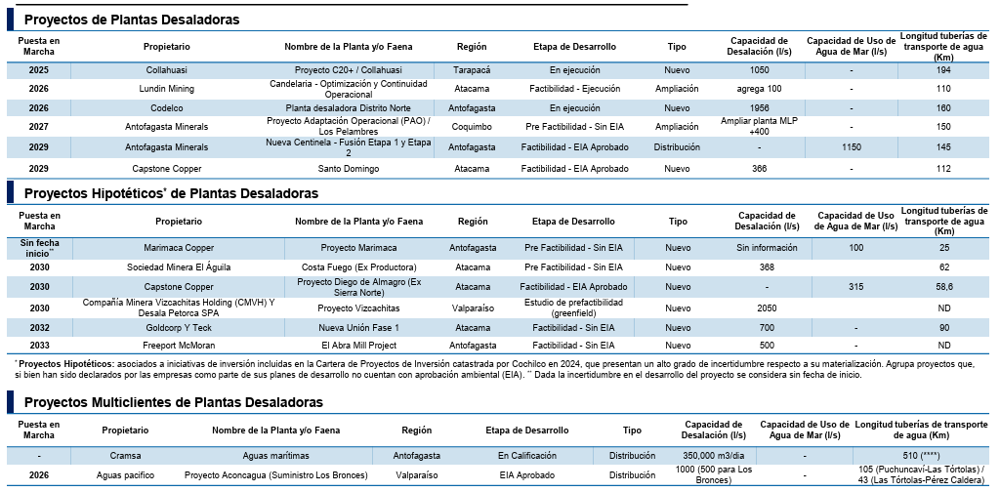 Proyectos de Plantas Desaladoras
Puesta en Marcha | Propietario | Nombre de la Planta y/o Faena | Región | Etapa de Desarrollo | Tipo | Capacidad de Desalación (l/s) | Capacidad de Uso de Agua de Mar (l/s) | Longitud tuberías de transporte de agua (Km)
2025 | Collahuasi | Proyecto C20+ / Collahuasi | Tarapacá | En ejecución | Nuevo | 1050 | - | 194
2026 | Lundin Mining | Candelaria - Optimización y Continuidad Operacional | Atacama | Factibilidad - Ejecución | Ampliación | agrega 100 | - | 110
2026 | Codelco | Planta desaladora Distrito Norte | Antofagasta | En ejecución | Nuevo | 1956 | - | 160
2027 | Antofagasta Minerals | Proyecto Adaptación Operacional (PAO) / Los Pelambres | Coquimbo | Pre Factibilidad - Sin EIA | Ampliación | Ampliar planta MLP +400 | - | 150
2029 | Antofagasta Minerals | Nueva Centinela - Fusión Etapa 1 y Etapa 2 | Antofagasta | Factibilidad - EIA Aprobado | Distribución | - | 1150 | 145
2029 | Capstone Copper | Santo Domingo | Atacama | Factibilidad - EIA Aprobado | Nuevo | 366 | - | 112
Proyectos Hipotéticos* de Plantas Desaladoras
Puesta en Marcha | Propietario | Nombre de la Planta y/o Faena | Región | Etapa de Desarrollo | Tipo | Capacidad de Desalación (l/s) | Capacidad de Uso de Agua de Mar (l/s) | Longitud tuberías de transporte de agua (Km)
Sin fecha inicio** | Marimaca Copper | Proyecto Marimaca | Antofagasta | Pre Factibilidad - Sin EIA | Nuevo | Sin información | 100 | 25
2030 | Sociedad Minera El Águila | Costa Fuego (Ex Productora) | Atacama | Pre Factibilidad - Sin EIA | Nuevo | 368 | | 62
2030 | Capstone Copper | Proyecto Diego de Almagro (Ex Sierra Norte) | Atacama | Factibilidad - EIA Aprobado | Nuevo | - | 315 | 58,6
2030 | Compañía Minera Vizcachitas Holding (CMVH) Y Desala Petorca SPA | Proyecto Vizcachitas | Valparaíso | Estudio de prefactibilidad (greenfield) | Nuevo | 2050 | | ND
2032 | Goldcorp Y Teck | Nueva Unión Fase 1 | Atacama | Factibilidad - Sin EIA | Nuevo | 700 | - | 90
2033 | Freeport McMoran | El Abra Mill Project | Antofagasta | Factibilidad - Sin EIA | Nuevo | 500 | - | ND
* Proyectos Hipotéticos: asociados a iniciativas de inversión incluidas en la Cartera de Proyectos de Inversión catastrada por Cochilco en 2024, que presentan un alto grado de incertidumbre respecto a su materialización. Agrupa proyectos que,
si bien han sido declarados por las empresas como parte de sus planes de desarrollo no cuentan con aprobación ambiental (EIA). ** Dada la incertidumbre en el desarrollo del proyecto se considera sin fecha de inicio.
Proyectos Multiclientes de Plantas Desaladoras
Puesta en Marcha | Propietario | Nombre de la Planta y/o Faena | Región | Etapa de Desarrollo | Tipo | Capacidad de Desalación (l/s) | Capacidad de Uso de Agua de Mar (l/s) | Longitud tuberías de transporte de agua (Km)
- | Cramsa | Aguas marítimas | Antofagasta | En Calificación | Distribución | 350,000 m3/dia | - | 510 (****)
2026 | Aguas pacifico | Proyecto Aconcagua (Suministro Los Bronces) | Valparaíso | EIA Aprobado | Distribución | 1000 (500 para Los Bronces) | - | 105 (Puchuncaví-Las Tórtolas) / 43 (Las Tórtolas-Pérez Caldera)